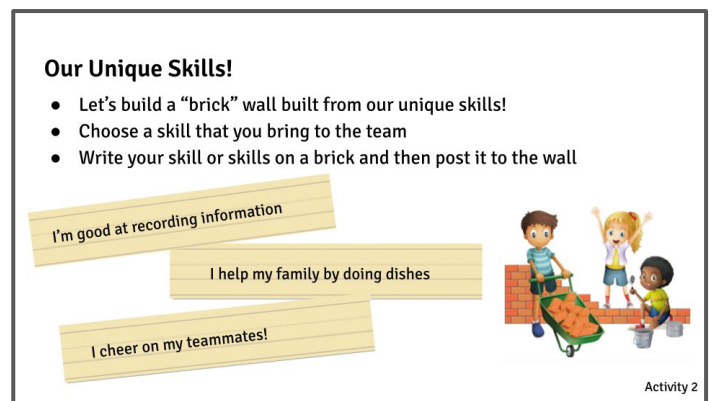 Our Unique Skills!
● Let's build a “brick” wall built from our unique skills!
● Choose a skill that you bring to the team
● Write your skill or skills on a brick and then post it to the wall
I'm good at recording information
I help my family by doing dishes
I cheer on my teammates!
Activity 2